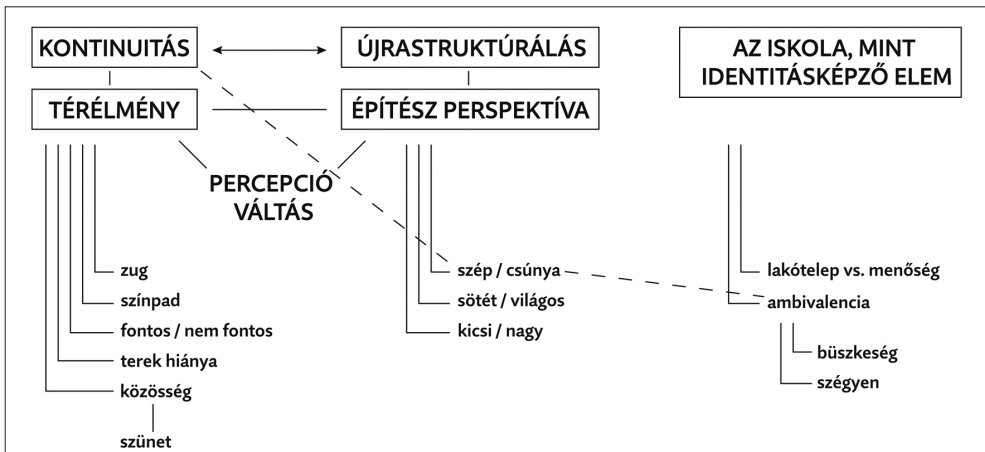 KONTINUITÁS
ÚJRASTRUKTÚRÁLÁS
AZ ISKOLA, MINT
IDENTITÁSKÉPZŐ ELEM
TÉRÉLMÉNY
ÉPÍTÉSZ PERSPEKTÍVA
PERCEPCIÓ
VÁLTÁS
zug
színpad
fontos / nem fontos
terek hiánya
közösség
szünet
szép / csúnya
sötét / világos
kicsi / nagy
lakótelep vs. menőség
ambivalencia
büszkeség
szégyen